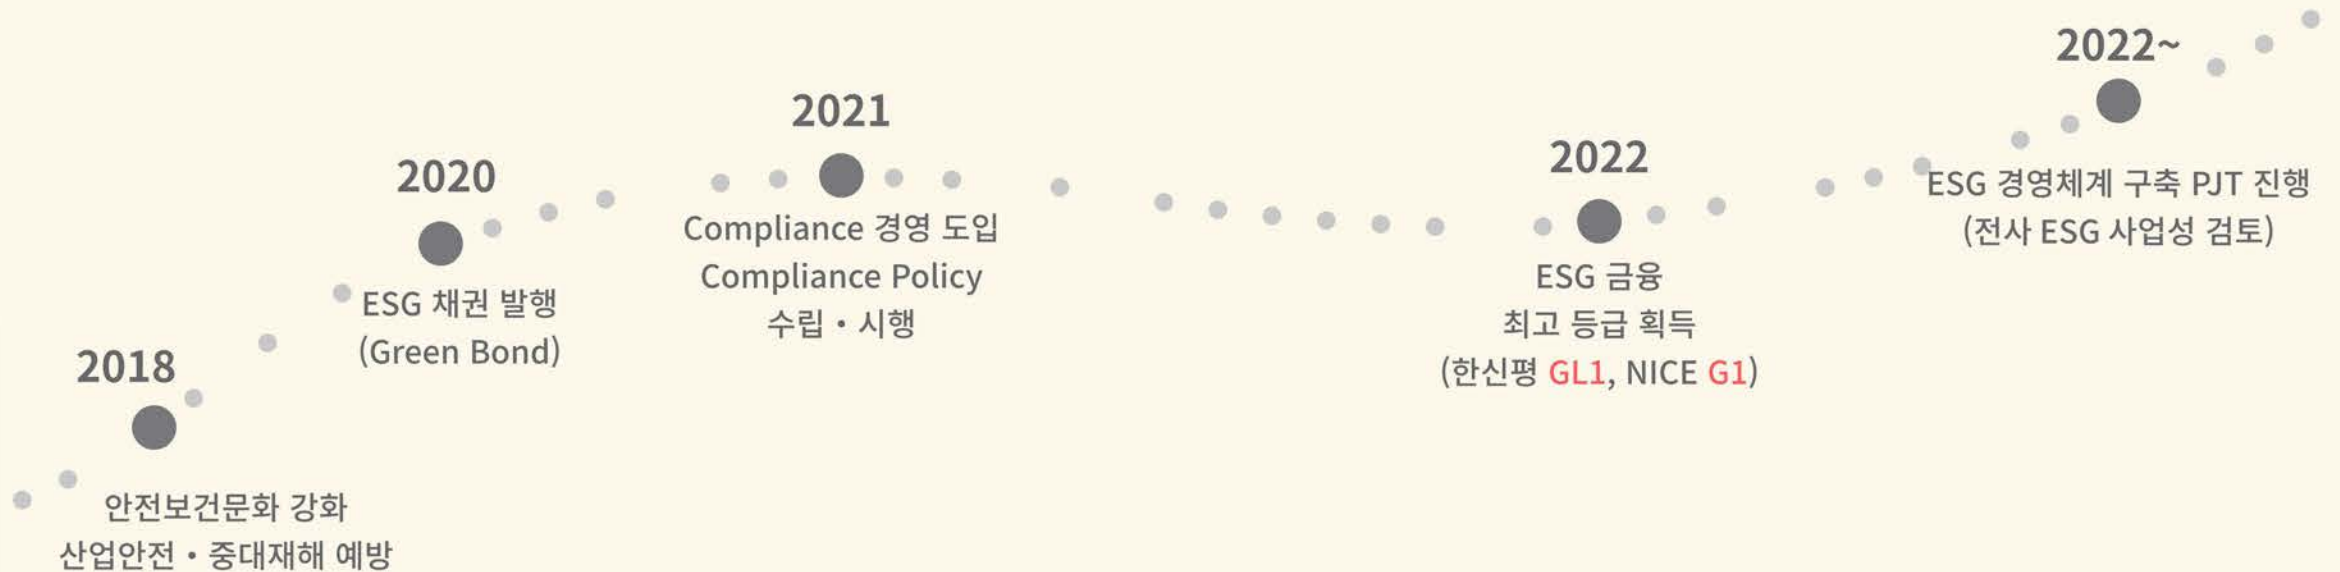 2018
안전보건문화 강화
산업안전・중대재해 예방
2020
ESG 채권 발행
(Green Bond)
2021
Compliance 경영 도입
Compliance Policy
수립・시행
2022
ESG 금융
최고 등급 획득
(한신평 GL1, NICE G1)
2022~
ESG 경영체계 구축 PJT 진행
(전사 ESG 사업성 검토)